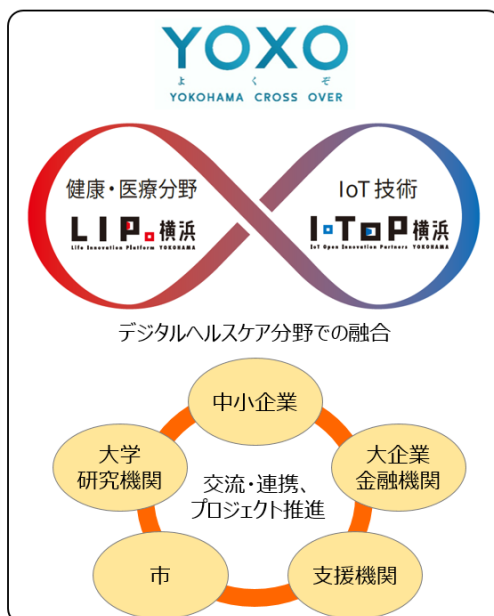 YOXO
よくぞ
YOKOHAMA CROSS OVER
健康・医療分野
LIP.横浜
Life Innovation Platform YOKOHAMA
IoT 技術
I・TOP横浜
IoT Open Innovation Partners YOKOHAMA
デジタルヘルスケア分野での融合
中小企業
大学
研究機関
大企業
金融機関
交流・連携、
プロジェクト推進
市
支援機関